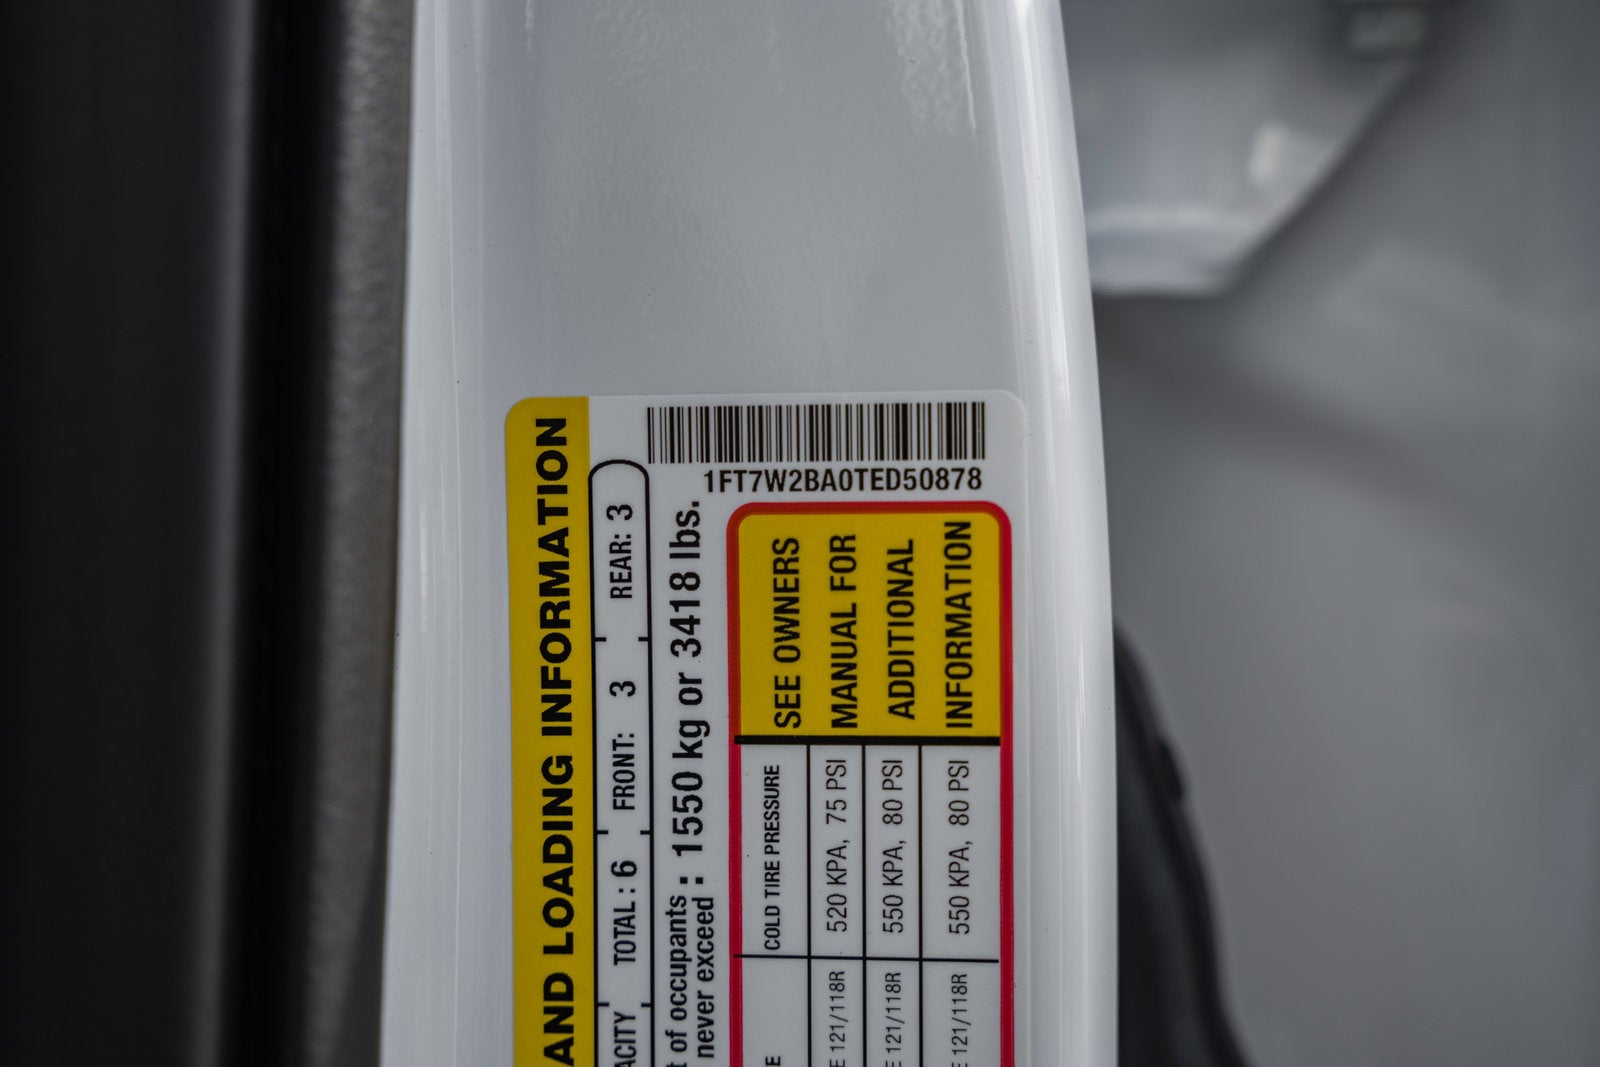 AND LOADING INFORMATION
ACITY TOTAL : 6 FRONT: 3 REAR: 3
t of occupants
never exceed : 1550 kg or 3418 lbs.
1FT7W2BA0TED50878
E COLD TIRE PRESSURE
E 121/118R 520 KPA, 75 PSI
E 121/118R 550 KPA, 80 PSI
E 121/118R 550 KPA, 80 PSI
SEE OWNERS
MANUAL FOR
ADDITIONAL
INFORMATION